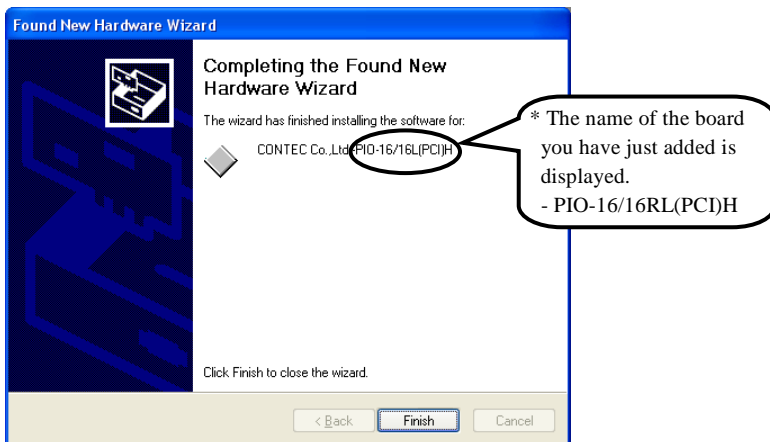 Found New Hardware Wizard
Completing the Found New
Hardware Wizard
The wizard has finished installing the software for:
CONTEC Co.,Ltd-PIO-16/16L(PCI)H
* The name of the board
you have just added is
displayed.
- PIO-16/16RL(PCI)H
Click Finish to close the wizard.
< Back
Finish
Cancel